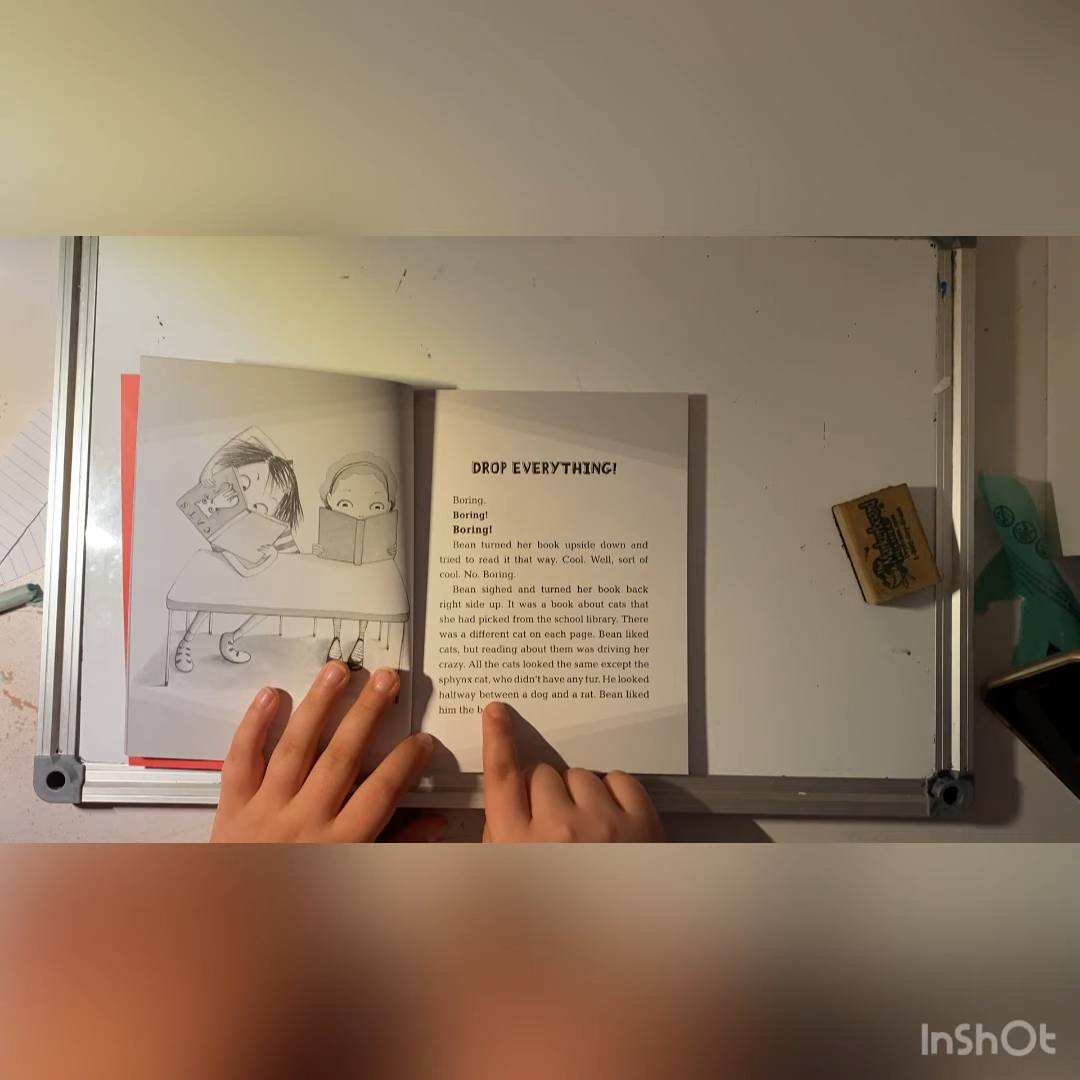 CATS
DROP EVERYTHING!
Boring.
Boring!
Boring!
Bean turned her book upside down and
tried to read it that way. Cool. Well, sort of
cool. No. Boring.
Bean sighed and turned her book back
right side up. It was a book about cats that
she had picked from the school library. There
was a different cat on each page. Bean liked
cats, but reading about them was driving her
crazy. All the cats looked the same except the
sphynx cat, who didn't have any fur. He looked
halfway between a dog and a rat. Bean liked
him the
InShOt